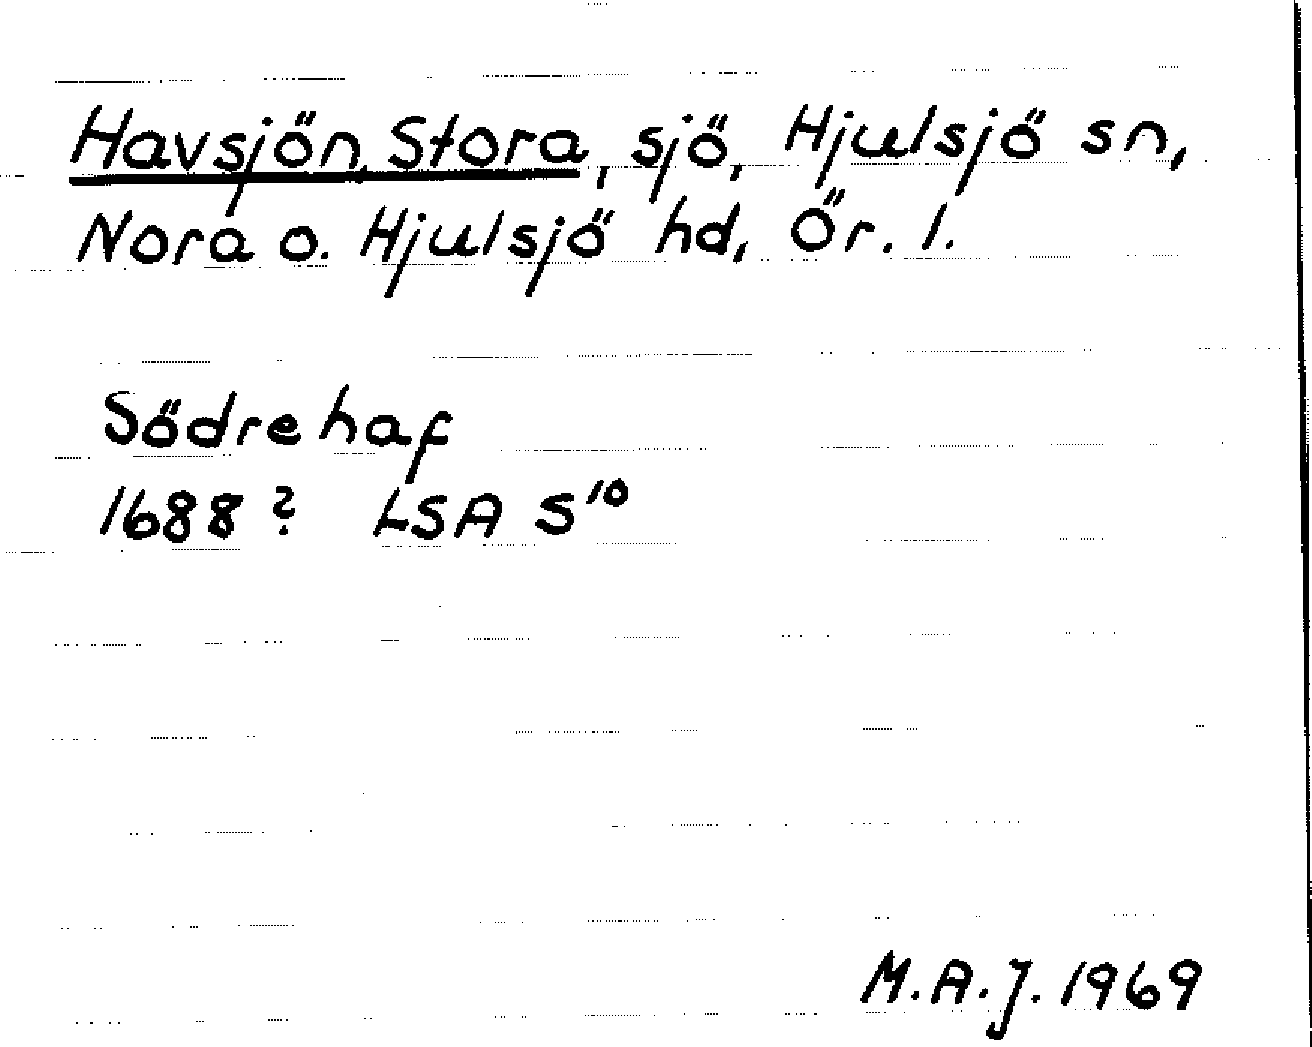 Havsjön, Stora, sjö, Hjulsjö sn,
Nora o. Hjulsjö hd, Ör. l.
Södrehaf
1688? LSA S¹⁰
M.A.J. 1969